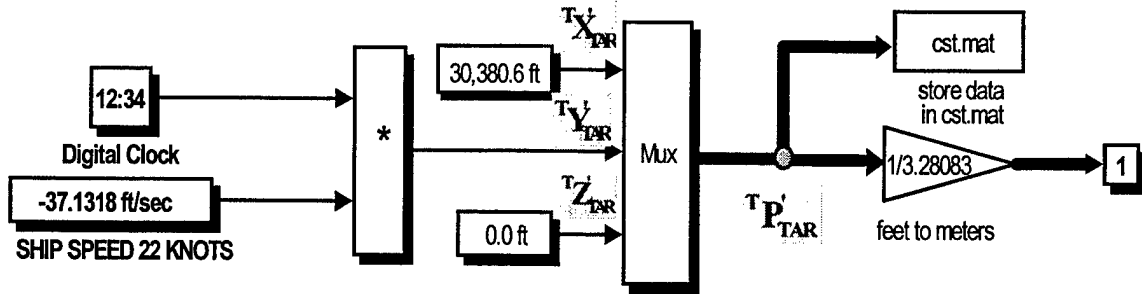 12:34
Digital Clock
-37.1318 ft/sec
SHIP SPEED 22 KNOTS
*
TX'TAR
30,380.6 ft
TY'TAR
TZ'TAR
0.0 ft
Mux
TP'TAR
cst.mat
store data
in cst.mat
1/3.28083
feet to meters
1